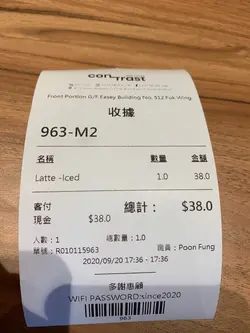 contrast
Front Portion G/F Easey Building No. 312 Fuk Wing
收據
963-M2
名稱 數量 金額
Latte -Iced 1.0 38.0
客付 總計： $38.0
現金 $38.0
人數：1 總數量：1.0
單號：R010115963 職員：Poon Fung
2020/09/20 17:36 - 17:36
多謝惠顧
WIFI PASSWORD:since2020
963